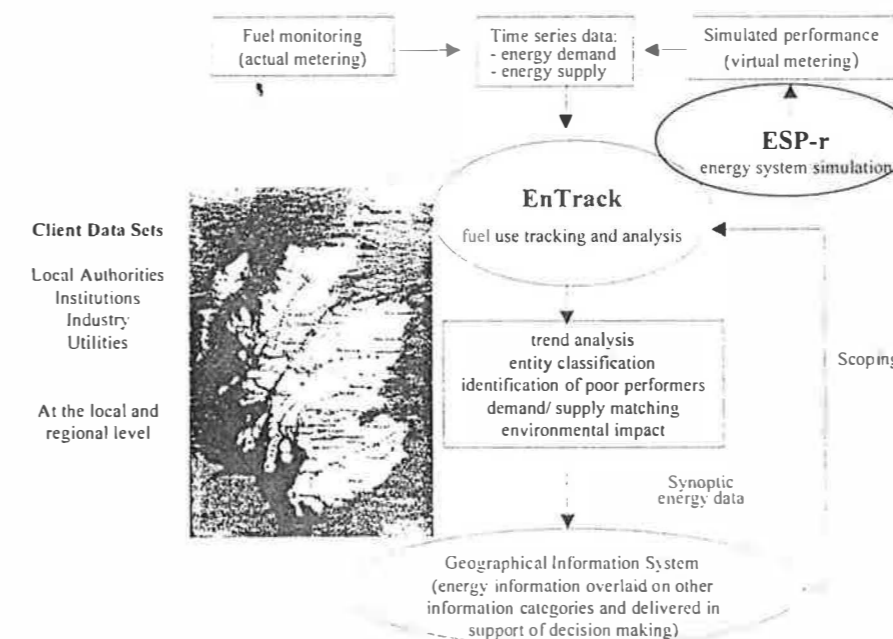 Fuel monitoring
(actual metering)
Time series data:
- energy demand
- energy supply
Simulated performance
(virtual metering)
ESP-r
energy system simulation
EnTrack
fuel use tracking and analysis
Client Data Sets
Local Authorities
Institutions
Industry
Utilities
At the local and
regional level
trend analysis
entity classification
identification of poor performers
demand/ supply matching
environmental impact
Scoping
Synoptic
energy data
Geographical Information System
(energy information overlaid on other
information categories and delivered in
support of decision making)